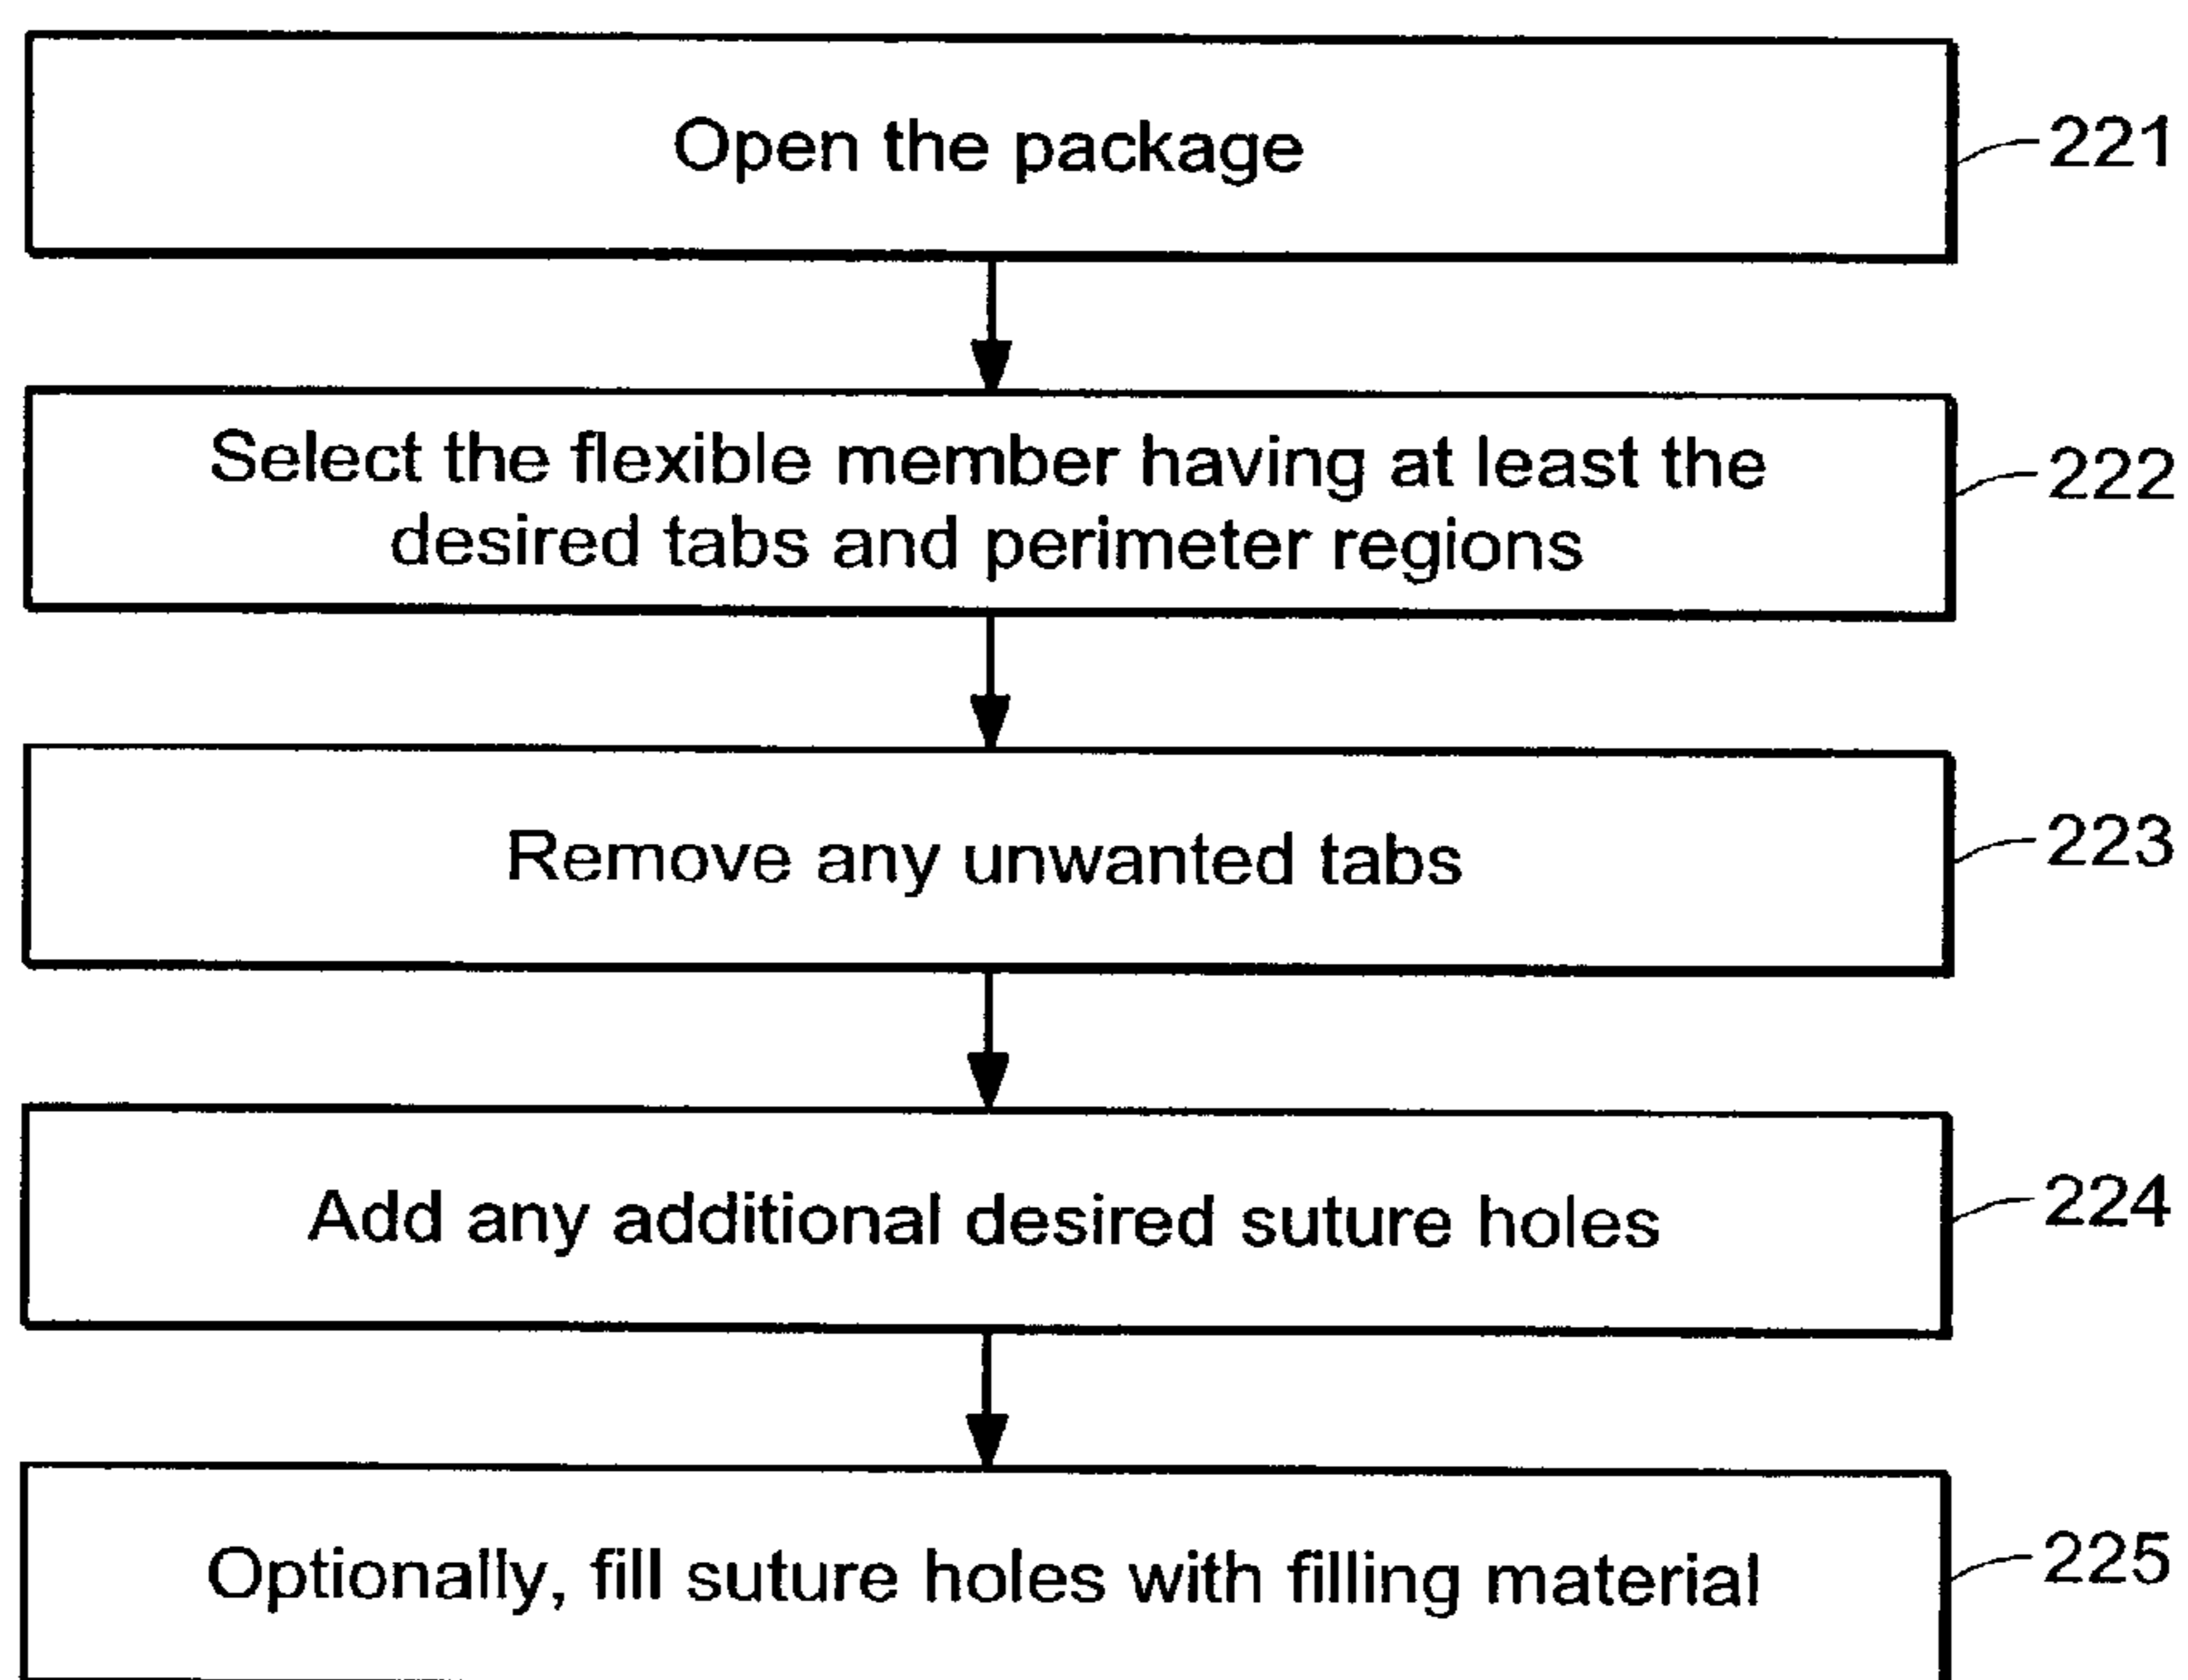 Open the package
221
Select the flexible member having at least the
desired tabs and perimeter regions
222
Remove any unwanted tabs
223
Add any additional desired suture holes
224
Optionally, fill suture holes with filling material
225